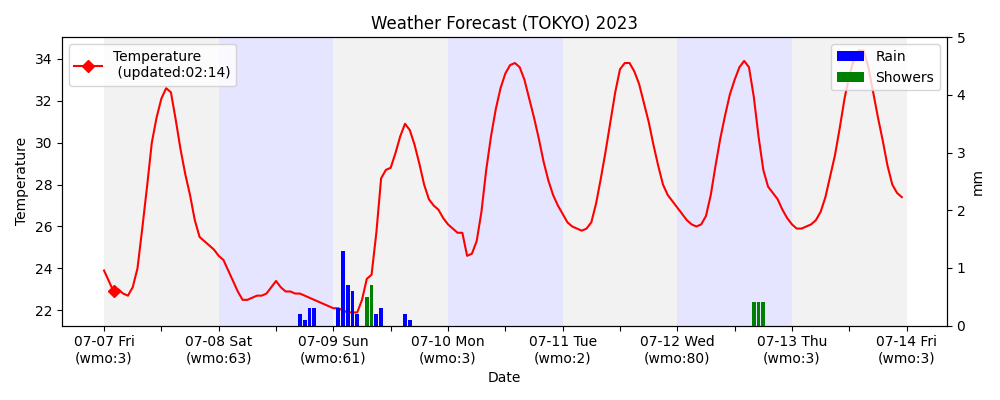 Weather Forecast (TOKYO) 2023
Temperature
(updated:02:14)
Rain
Showers
Temperature
34
32
30
28
26
24
22
5
4
3
2
1
0
mm
07-07 Fri
(wmo:3)
07-08 Sat
(wmo:63)
07-09 Sun
(wmo:61)
07-10 Mon
(wmo:3)
07-11 Tue
(wmo:2)
07-12 Wed
(wmo:80)
07-13 Thu
(wmo:3)
07-14 Fri
(wmo:3)
Date